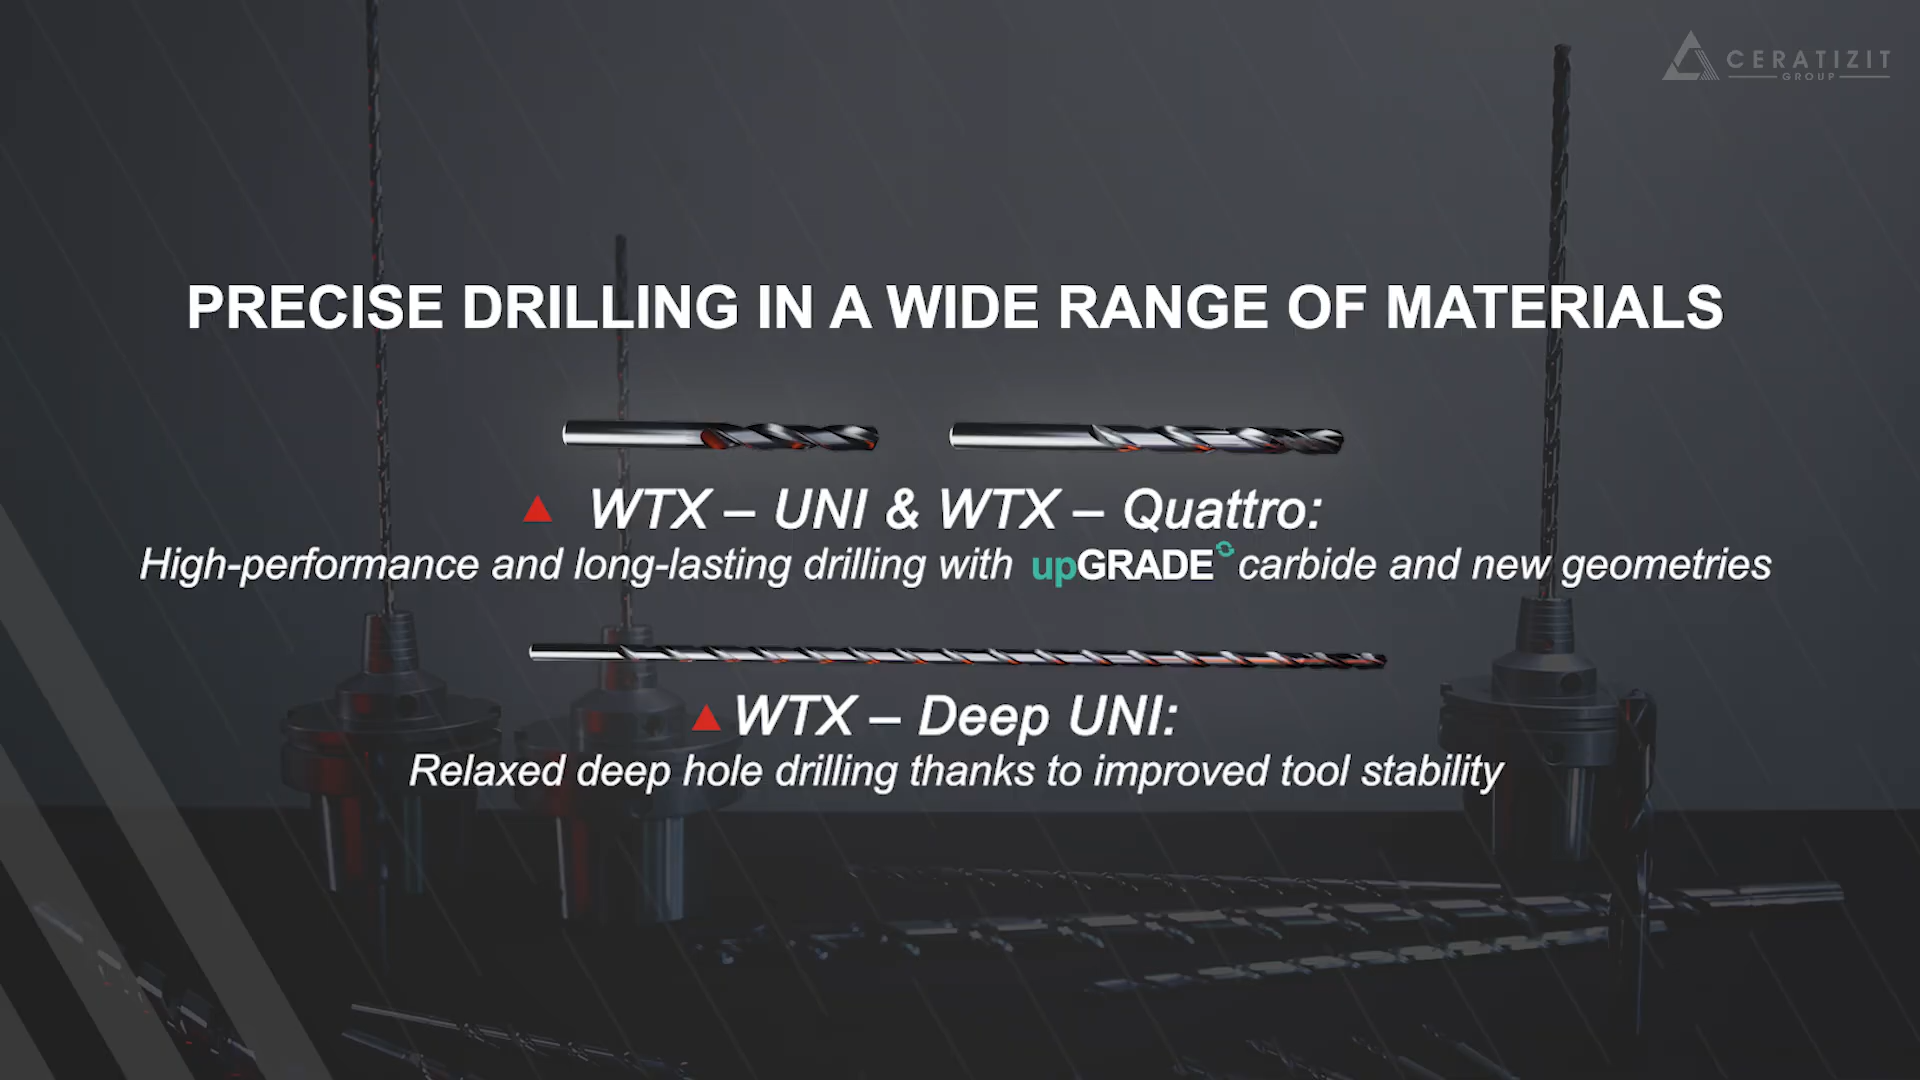 CERATIZIT
GROUP
PRECISE DRILLING IN A WIDE RANGE OF MATERIALS
WTX – UNI & WTX – Quattro:
High-performance and long-lasting drilling with upGRADE carbide and new geometries
WTX – Deep UNI:
Relaxed deep hole drilling thanks to improved tool stability